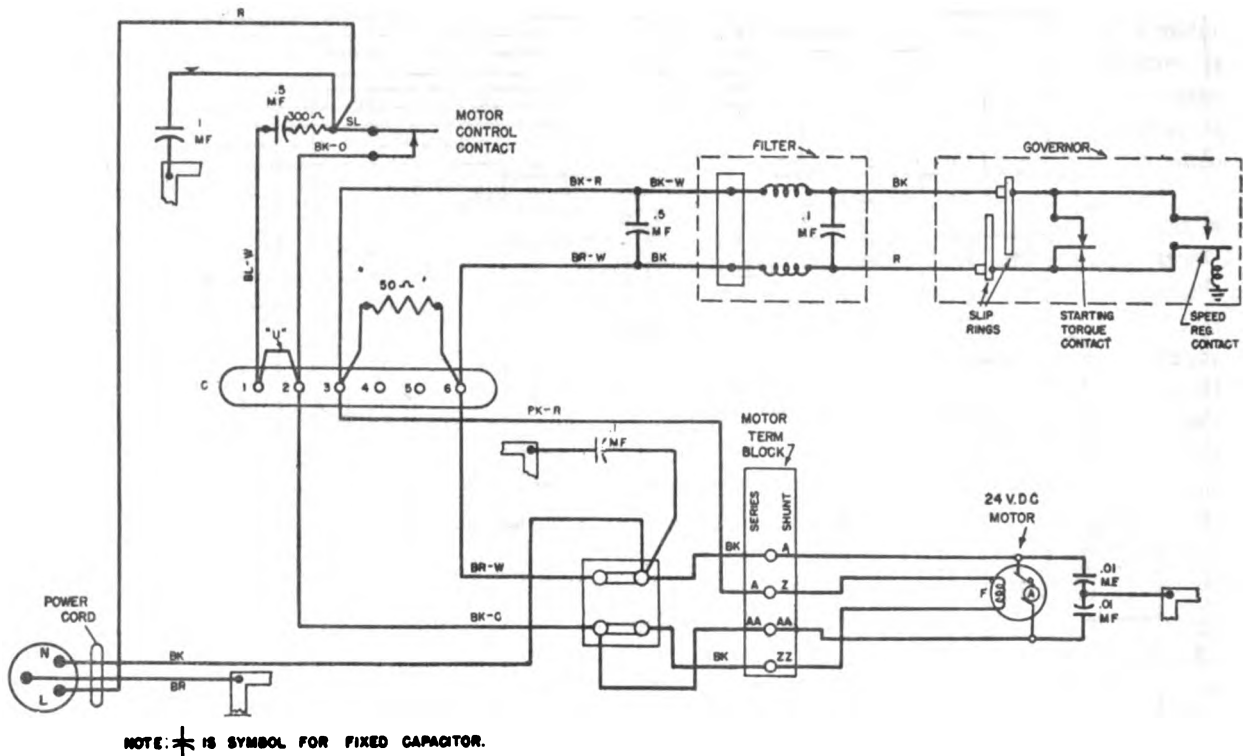 R
.5
MF
300Ω
SL
MOTOR
CONTROL
CONTACT
1
MF
BK-O
FILTER
GOVERNOR
BK-R
BK-W
BK
.5
MF
.1
MF
BL-W
BR-W
BK
R
50Ω
"U"
SLIP
RINGS
STARTING
TORQUE
CONTACT
SPEED
REG.
CONTACT
C
1
2
3
4
5
6
PK-R
.1
MF
MOTOR
TERM
BLOCK
SERIES
SHUNT
24 V.DC
MOTOR
BK
A
BR-W
A
Z
F
A
.01
MF
.01
MF
POWER
CORD
BK-G
AA
AA
BK
ZZ
N
BK
BR
L
NOTE: IS SYMBOL FOR FIXED CAPACITOR.